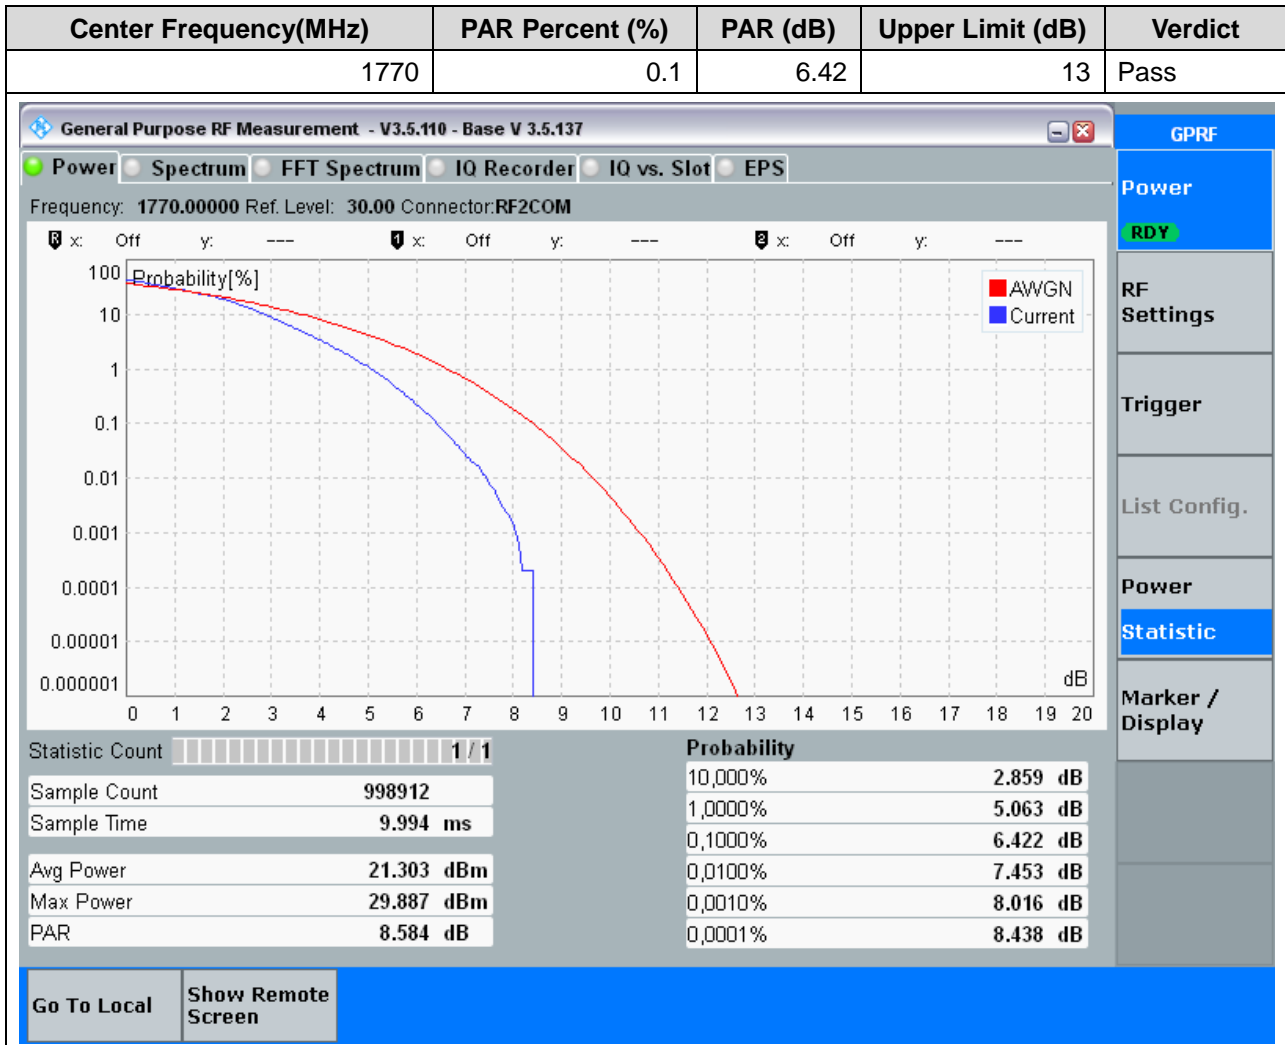 Center Frequency(MHz) PAR Percent (%) PAR (dB) Upper Limit (dB) Verdict
1770 0.1 6.42 13 Pass
General Purpose RF Measurement - V3.5.110 - Base V 3.5.137
GPRF
Power Spectrum FFT Spectrum IQ Recorder IQ vs. Slot EPS
Frequency: 1770.00000 Ref. Level: 30.00 Connector:RF2COM
R x: Off y: --- 1 x: Off y: --- 2 x: Off y: ---
Probability[%]
AWGN
Current
100
10
1
0.1
0.01
0.001
0.0001
0.00001
0.000001
dB
0 1 2 3 4 5 6 7 8 9 10 11 12 13 14 15 16 17 18 19 20
Statistic Count 1 / 1
Sample Count 998912
Sample Time 9.994 ms
Avg Power 21.303 dBm
Max Power 29.887 dBm
PAR 8.584 dB
Probability
10,000% 2.859 dB
1,0000% 5.063 dB
0,1000% 6.422 dB
0,0100% 7.453 dB
0,0010% 8.016 dB
0,0001% 8.438 dB
Power
RDY
RF
Settings
Trigger
List Config.
Power
Statistic
Marker /
Display
Go To Local
Show Remote
Screen